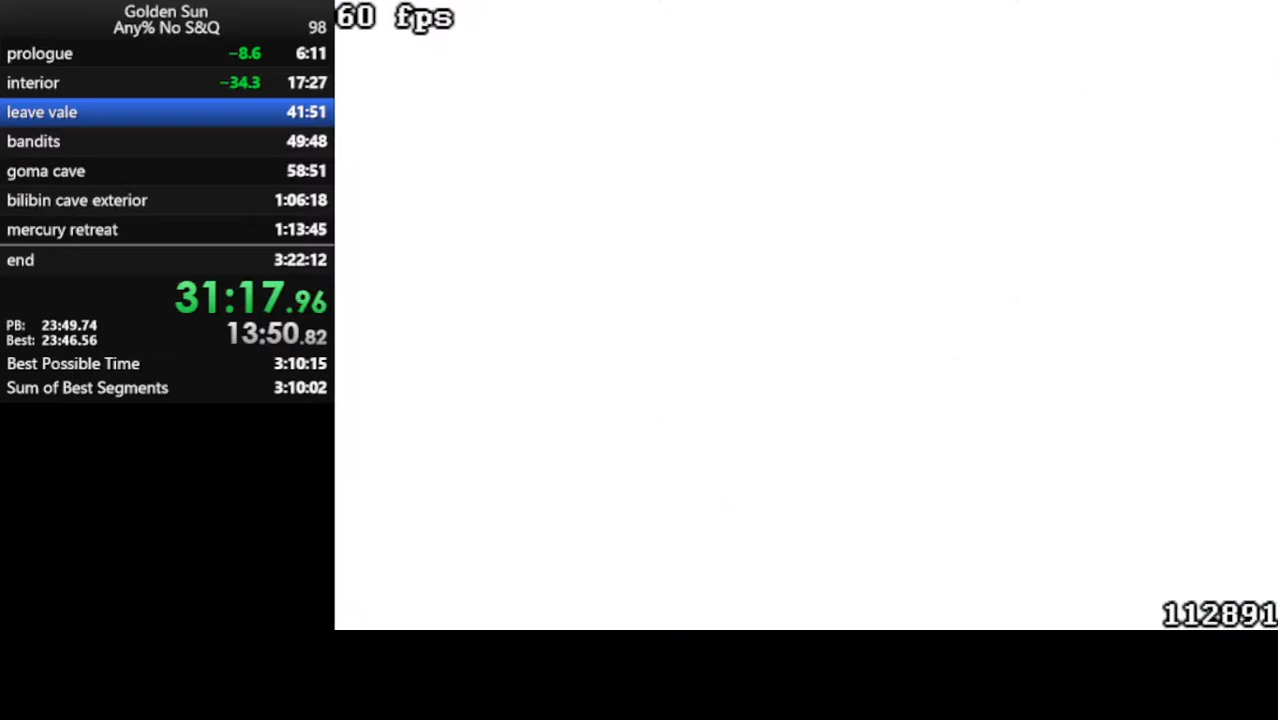 Golden Sun
Any% No S&Q 98
60 fps
prologue −8.6 6:11
interior −34.3 17:27
leave vale 41:51
bandits 49:48
goma cave 58:51
bilibin cave exterior 1:06:18
mercury retreat 1:13:45
end 3:22:12
31:17.96
PB: 23:49.74
Best: 23:46.56
13:50.82
Best Possible Time 3:10:15
Sum of Best Segments 3:10:02
112891